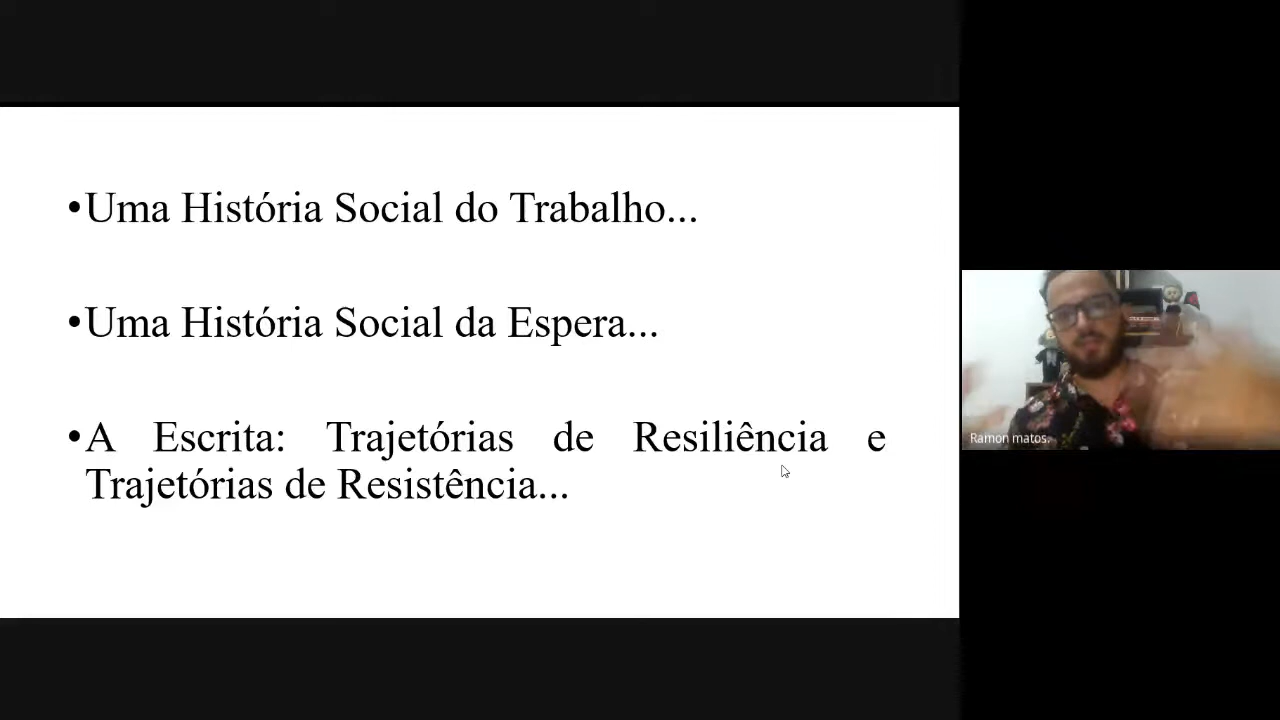 •Uma História Social do Trabalho...
•Uma História Social da Espera...
•A Escrita: Trajetórias de Resiliência e
Trajetórias de Resistência...
Ramon matos.